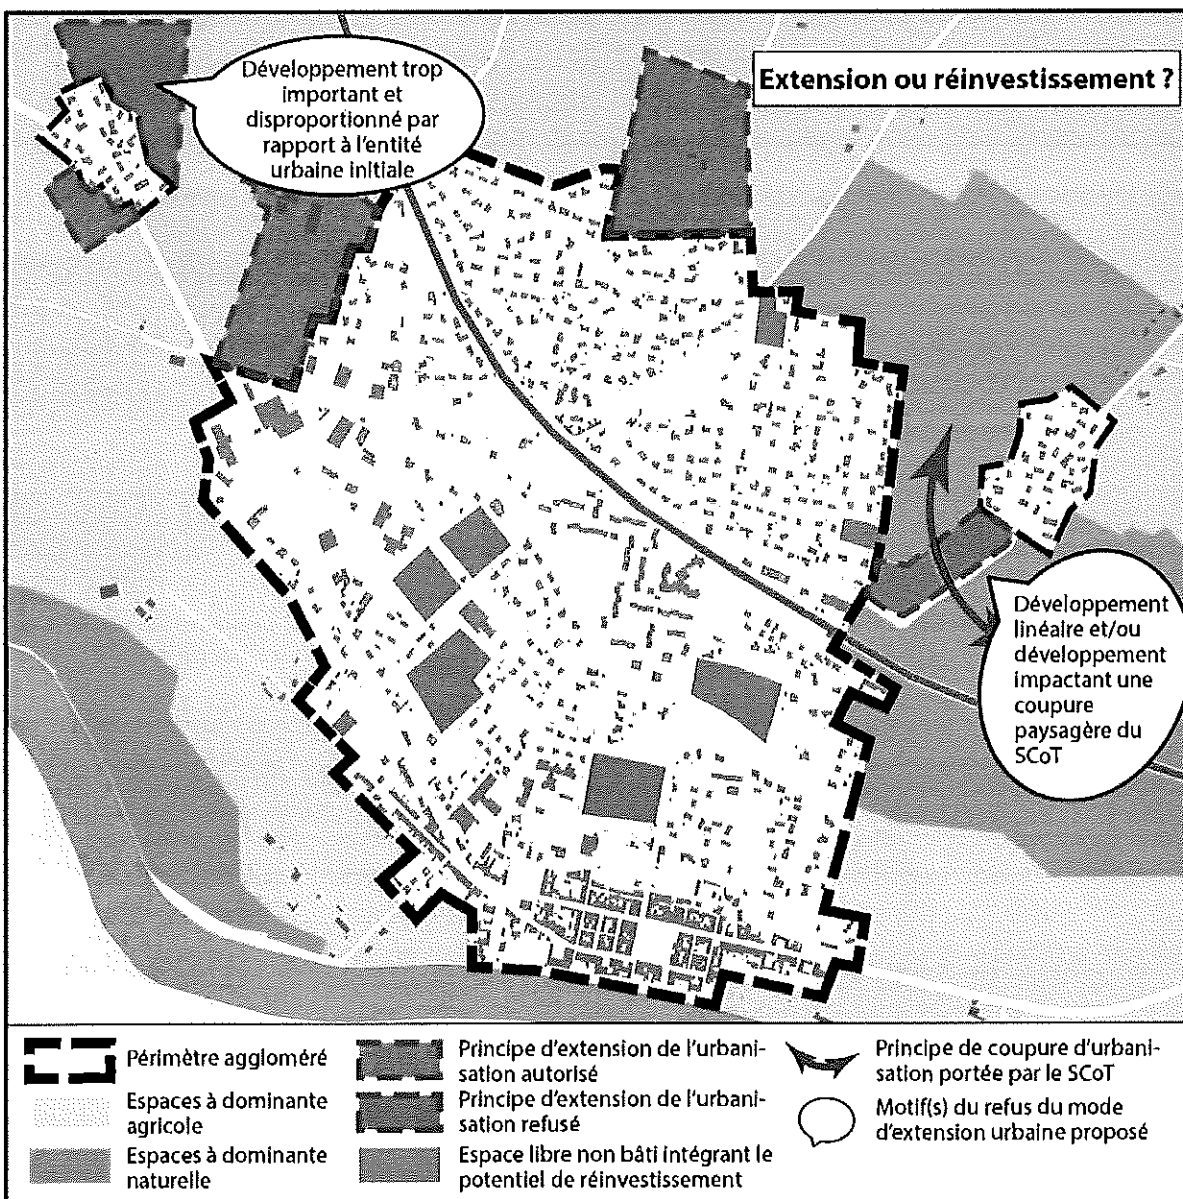 Développement trop
important et
disproportionné par
rapport à l'entité
urbaine initiale
Extension ou réinvestissement ?
Développement
linéaire et/ou
développement
impactant une
coupure
paysagère du
SCoT
Périmètre aggloméré
Espaces à dominante
agricole
Espaces à dominante
naturelle
Principe d'extension de l'urbani-
sation autorisé
Principe d'extension de l'urbani-
sation refusé
Espace libre non bâti intégrant le
potentiel de réinvestissement
Principe de coupure d'urbani-
sation portée par le SCoT
Motif(s) du refus du mode
d'extension urbaine proposé